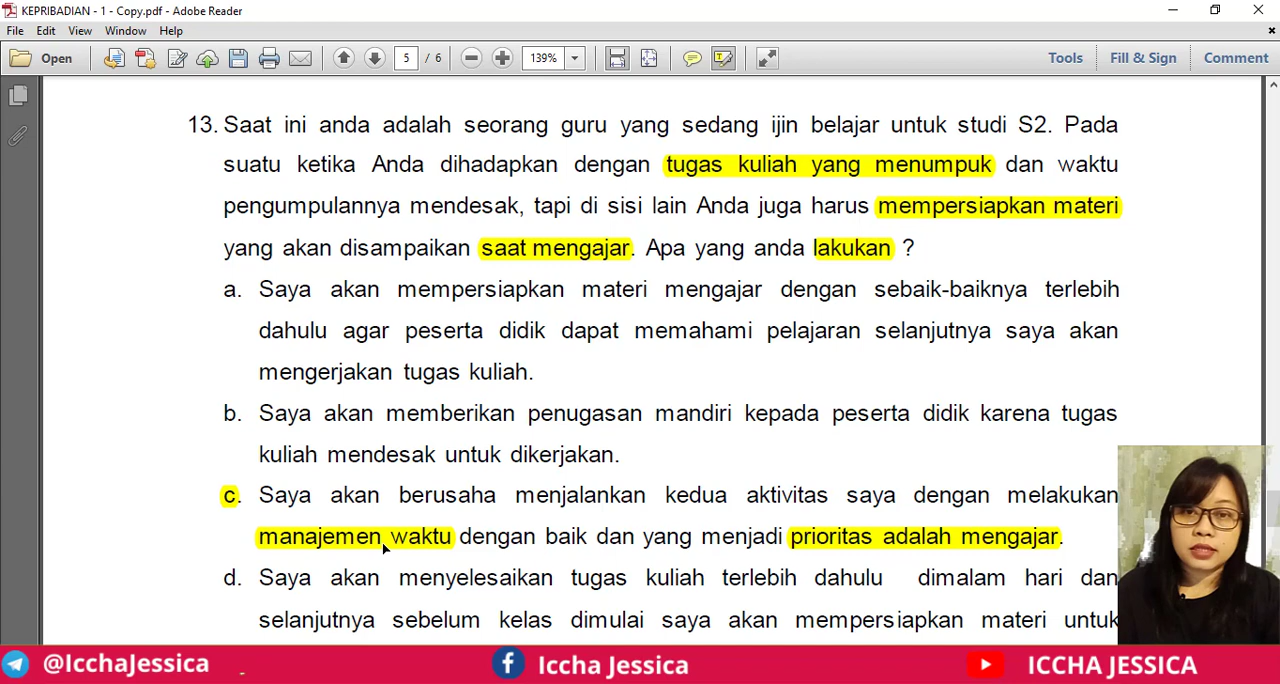 KEPRIBADIAN - 1 - Copy.pdf - Adobe Reader
File Edit View Window Help
Open 5 / 6 139% Tools Fill & Sign Comment
13. Saat ini anda adalah seorang guru yang sedang ijin belajar untuk studi S2. Pada
suatu ketika Anda dihadapkan dengan tugas kuliah yang menumpuk dan waktu
pengumpulannya mendesak, tapi di sisi lain Anda juga harus mempersiapkan materi
yang akan disampaikan saat mengajar. Apa yang anda lakukan ?
a. Saya akan mempersiapkan materi mengajar dengan sebaik-baiknya terlebih
dahulu agar peserta didik dapat memahami pelajaran selanjutnya saya akan
mengerjakan tugas kuliah.
b. Saya akan memberikan penugasan mandiri kepada peserta didik karena tugas
kuliah mendesak untuk dikerjakan.
c. Saya akan berusaha menjalankan kedua aktivitas saya dengan melakukan
manajemen waktu dengan baik dan yang menjadi prioritas adalah mengajar.
d. Saya akan menyelesaikan tugas kuliah terlebih dahulu dimalam hari dan
selanjutnya sebelum kelas dimulai saya akan mempersiapkan materi untuk
@IcchaJessica Iccha Jessica ICCHA JESSICA